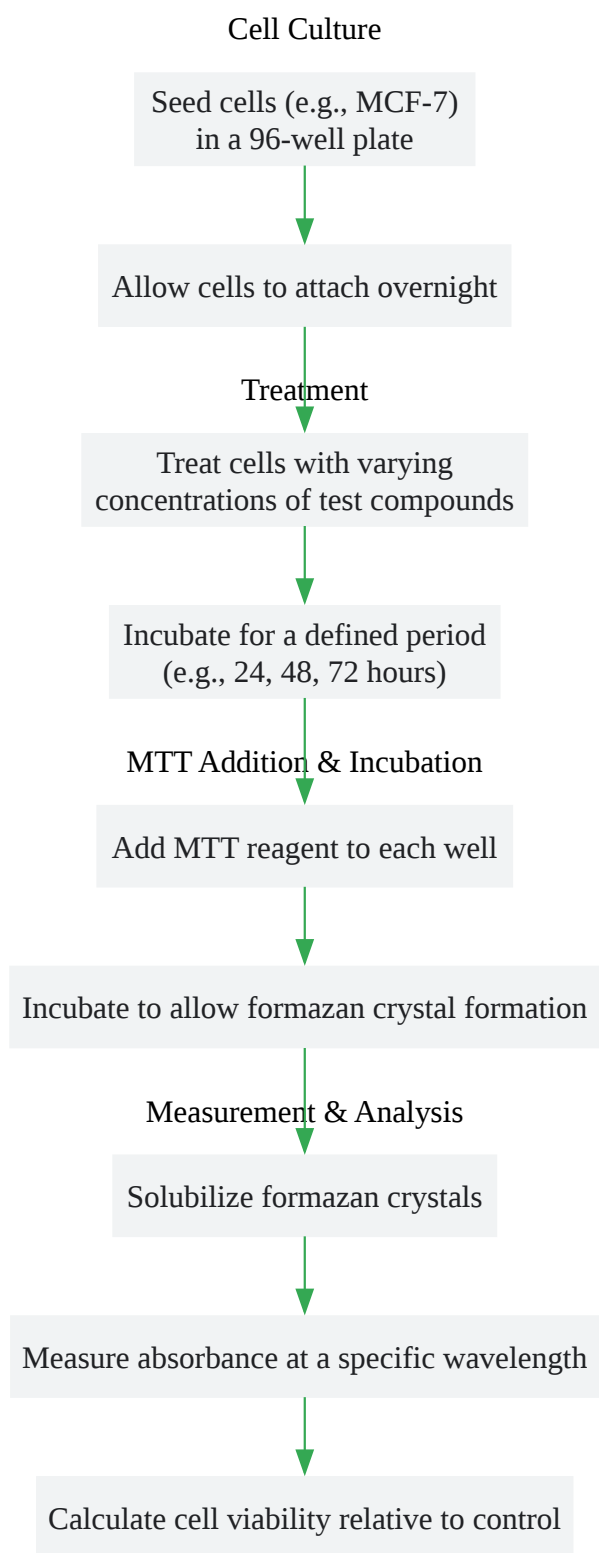 Cell Culture
Seed cells (e.g., MCF-7)
in a 96-well plate
Allow cells to attach overnight
Treatment
Treat cells with varying
concentrations of test compounds
Incubate for a defined period
(e.g., 24, 48, 72 hours)
MTT Addition & Incubation
Add MTT reagent to each well
Incubate to allow formazan crystal formation
Measurement & Analysis
Solubilize formazan crystals
Measure absorbance at a specific wavelength
Calculate cell viability relative to control